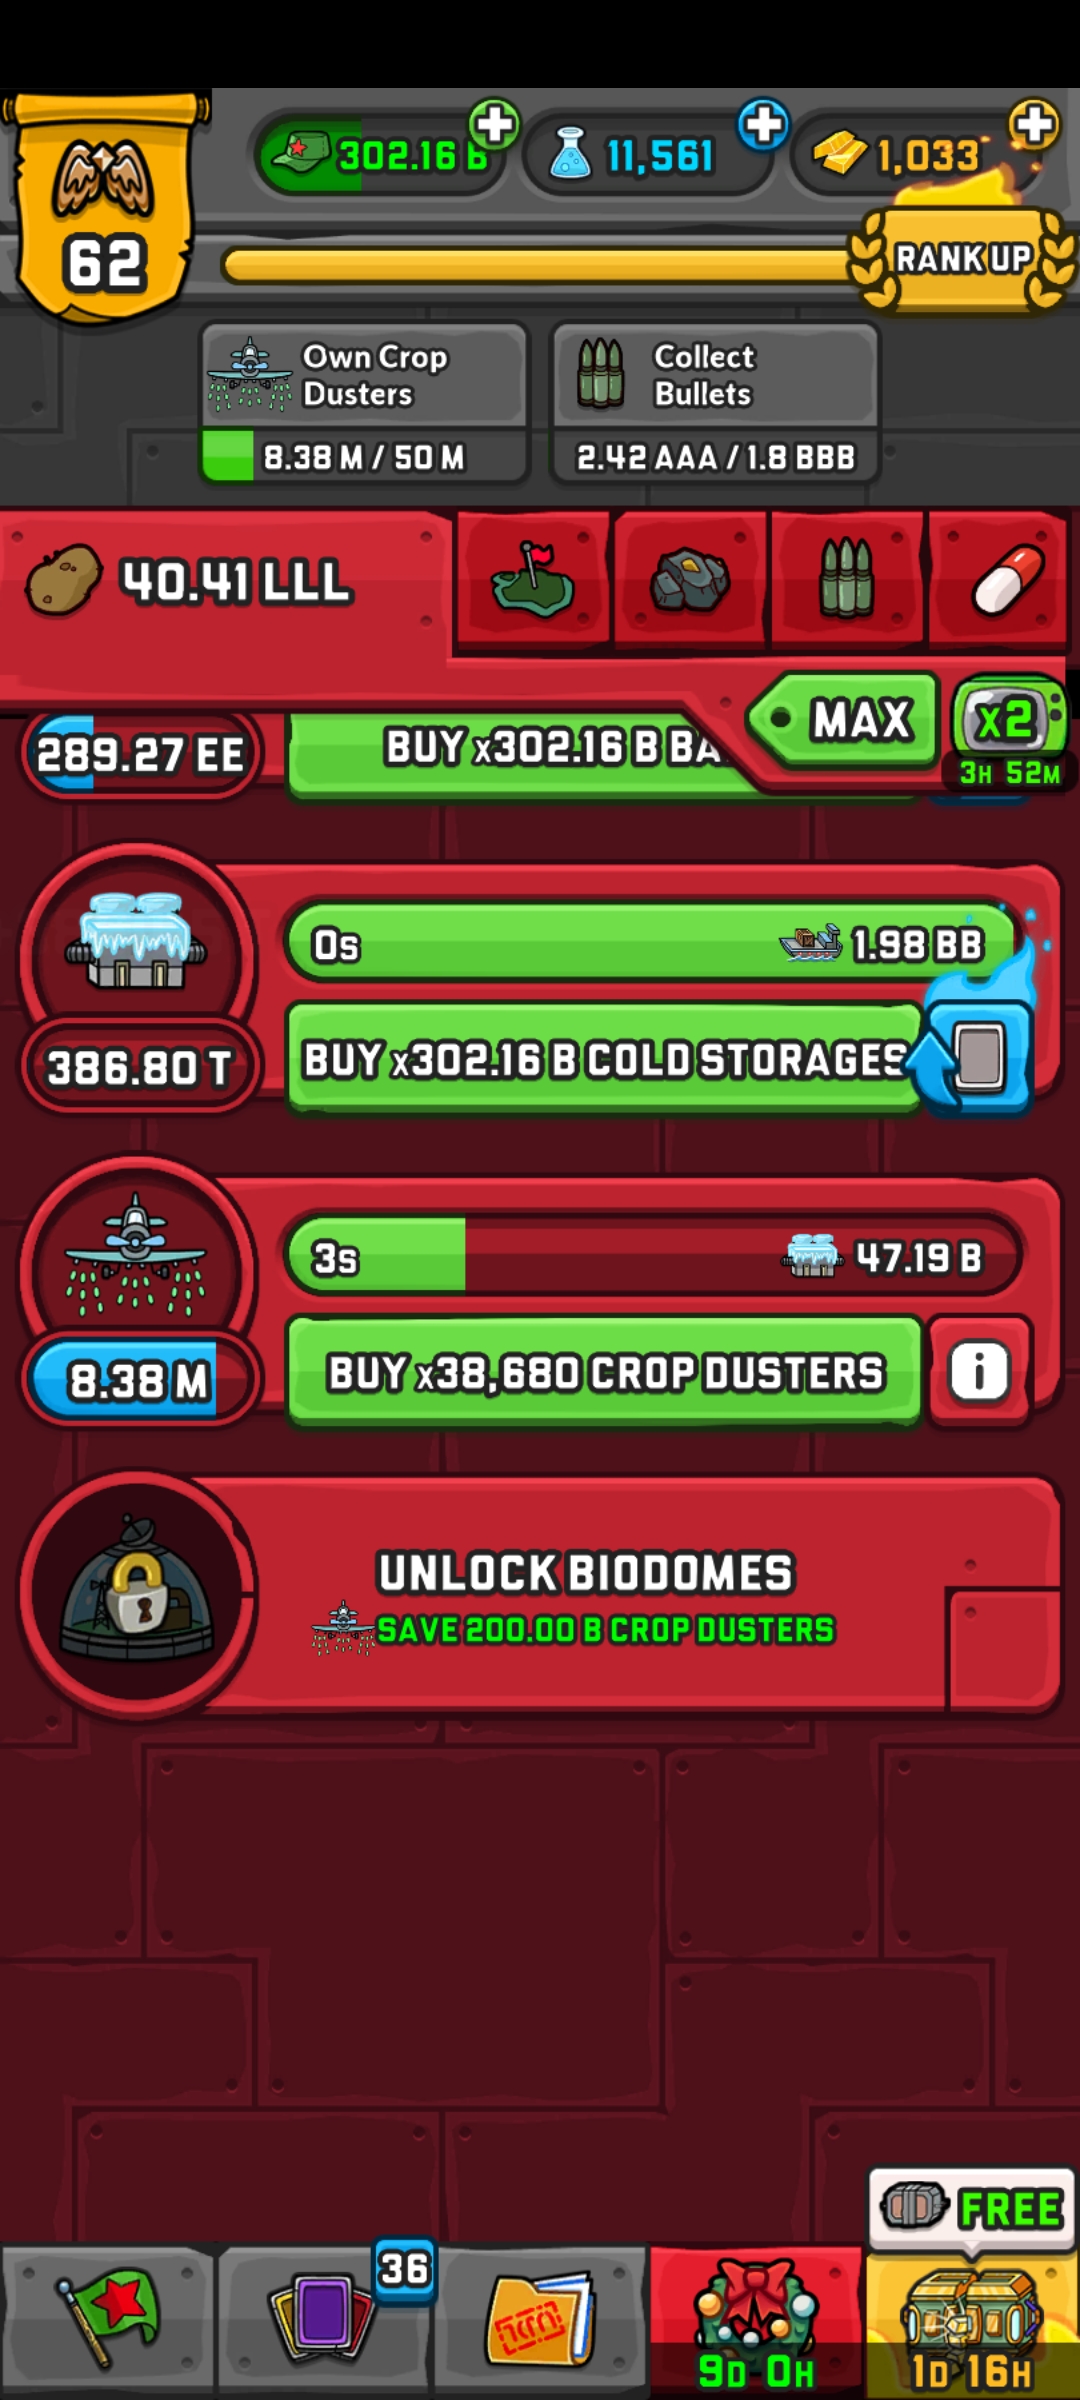 302.16 B
11,561
1,033
62
RANK UP
Own Crop
Dusters
8.38 M / 50 M
Collect
Bullets
2.42 AAA / 1.8 BBB
40.41 LLL
MAX
x2
3H 52M
289.27 EE
BUY x302.16 B BA
0s
1.98 BB
386.80 T
BUY x302.16 B COLD STORAGES
3s
47.19 B
8.38 M
BUY x38,680 CROP DUSTERS
i
UNLOCK BIODOMES
SAVE 200.00 B CROP DUSTERS
FREE
36
9D 0H
1D 16H